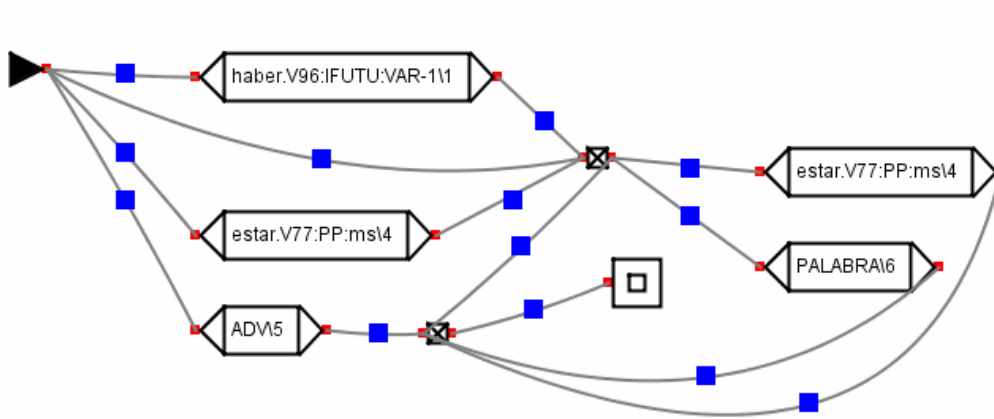 haber.V96:IFUTU:VAR-1\1
estar.V77:PP:ms\4
estar.V77:PP:ms\4
PALABRA\6
ADV\5